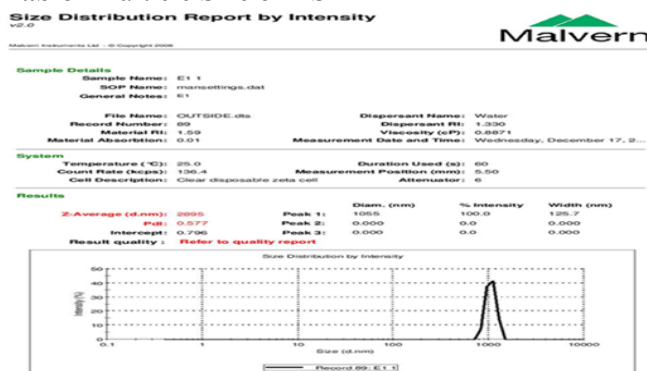 Size Distribution Report by Intensity
v2.0
Malvern
Malvern Instruments Ltd - © Copyright 2008
Sample Details
Sample Name: E1 1
SOP Name: mansettings.dat
General Notes: E1
File Name: OUTSIDE.dts Dispersant Name: Water
Record Number: 89 Dispersant RI: 1.330
Material RI: 1.59 Viscosity (cP): 0.8871
Material Absorbtion: 0.01 Measurement Date and Time: Wednesday, December 17, 2...
System
Temperature (°C): 25.0 Duration Used (s): 60
Count Rate (kcps): 136.4 Measurement Position (mm): 5.50
Cell Description: Clear disposable zeta cell Attenuator: 6
Results
Diam. (nm) % Intensity Width (nm)
Z-Average (d.nm): 2895 Peak 1: 1055 100.0 125.7
PdI: 0.577 Peak 2: 0.000 0.0 0.000
Intercept: 0.796 Peak 3: 0.000 0.0 0.000
Result quality : Refer to quality report
Size Distribution by Intensity
Intensity (%)
50
40
30
20
10
0
0.1 1 10 100 1000 10000
Size (d.nm)
Record 89: E1 1